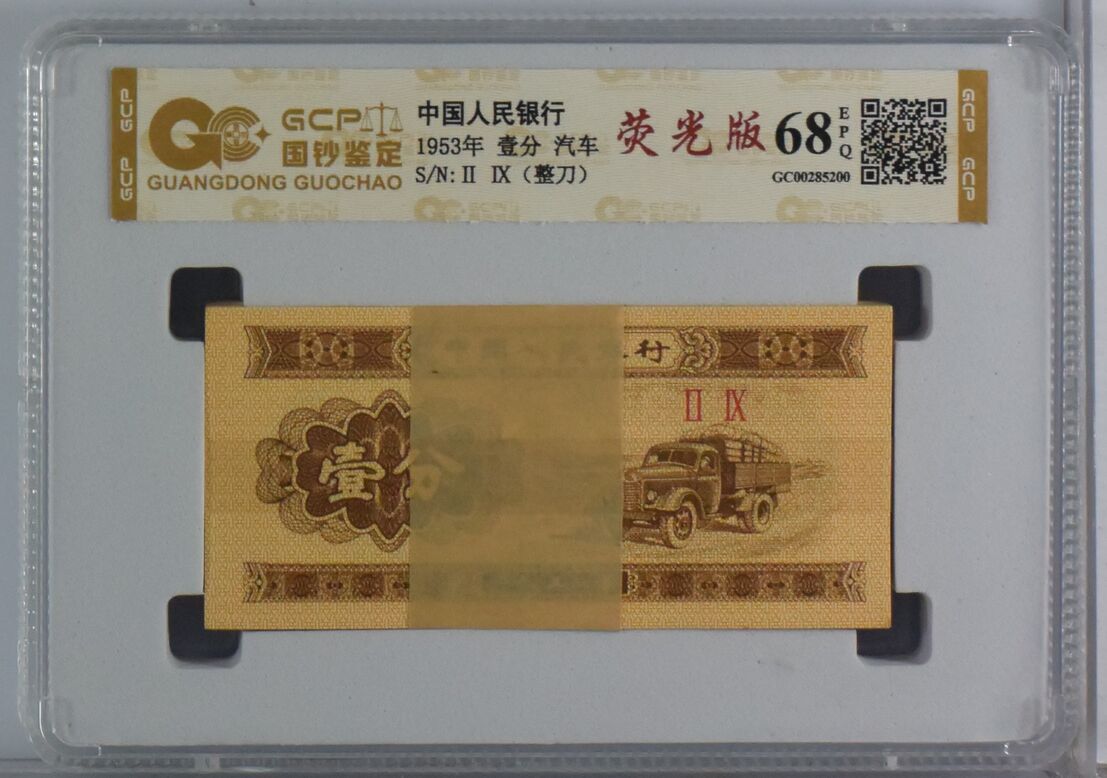 GCP
GCP
GCP
国钞鉴定
GUANGDONG GUOCHAO
中国人民银行
1953年 壹分 汽车
S/N: II IX（整刀）
荧光版
68
EPQ
GC00285200
GCP
GCP
行
II IX
壹分